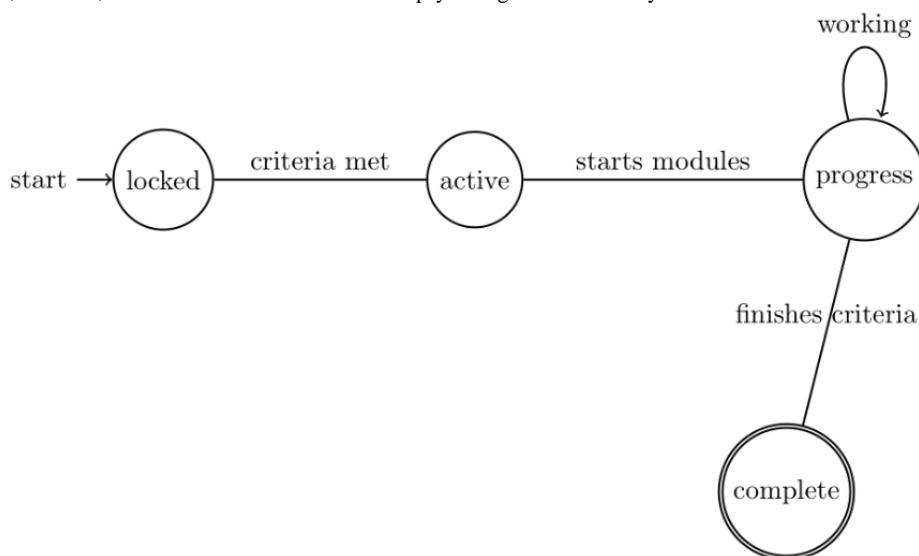 working
start
locked
criteria met
active
starts modules
progress
finishes criteria
complete